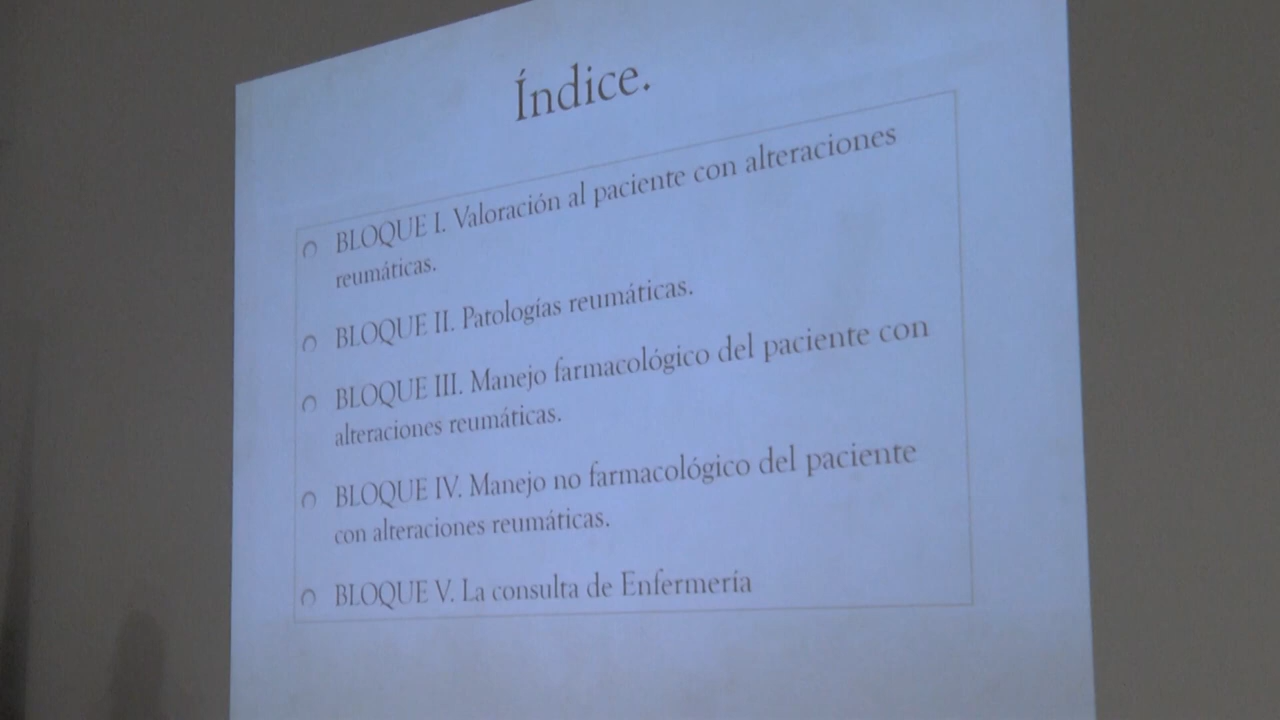 Índice.
BLOQUE I. Valoración al paciente con alteraciones
reumáticas.
BLOQUE II. Patologías reumáticas.
BLOQUE III. Manejo farmacológico del paciente con
alteraciones reumáticas.
BLOQUE IV. Manejo no farmacológico del paciente
con alteraciones reumáticas.
BLOQUE V. La consulta de Enfermería